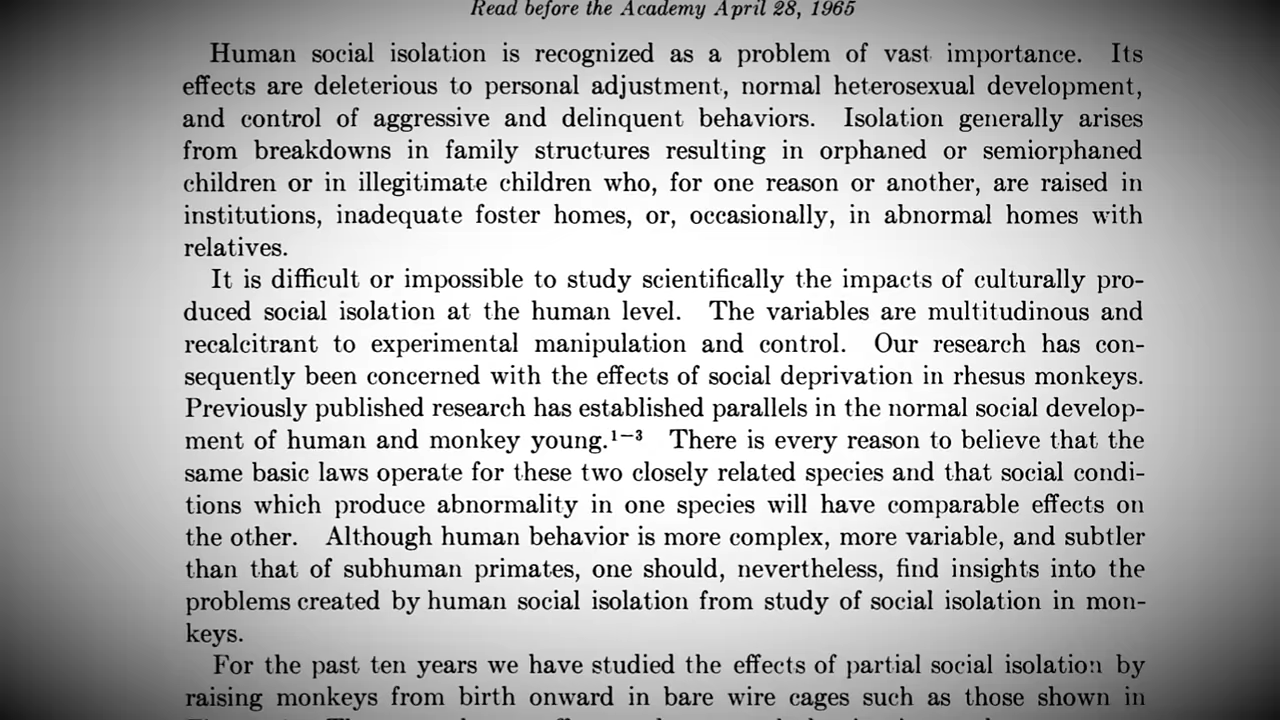 Read before the Academy April 28, 1965
Human social isolation is recognized as a problem of vast importance. Its
effects are deleterious to personal adjustment, normal heterosexual development,
and control of aggressive and delinquent behaviors. Isolation generally arises
from breakdowns in family structures resulting in orphaned or semiorphaned
children or in illegitimate children who, for one reason or another, are raised in
institutions, inadequate foster homes, or, occasionally, in abnormal homes with
relatives.
It is difficult or impossible to study scientifically the impacts of culturally pro-
duced social isolation at the human level. The variables are multitudinous and
recalcitrant to experimental manipulation and control. Our research has con-
sequently been concerned with the effects of social deprivation in rhesus monkeys.
Previously published research has established parallels in the normal social develop-
ment of human and monkey young.¹⁻³ There is every reason to believe that the
same basic laws operate for these two closely related species and that social condi-
tions which produce abnormality in one species will have comparable effects on
the other. Although human behavior is more complex, more variable, and subtler
than that of subhuman primates, one should, nevertheless, find insights into the
problems created by human social isolation from study of social isolation in mon-
keys.
For the past ten years we have studied the effects of partial social isolation by
raising monkeys from birth onward in bare wire cages such as those shown in